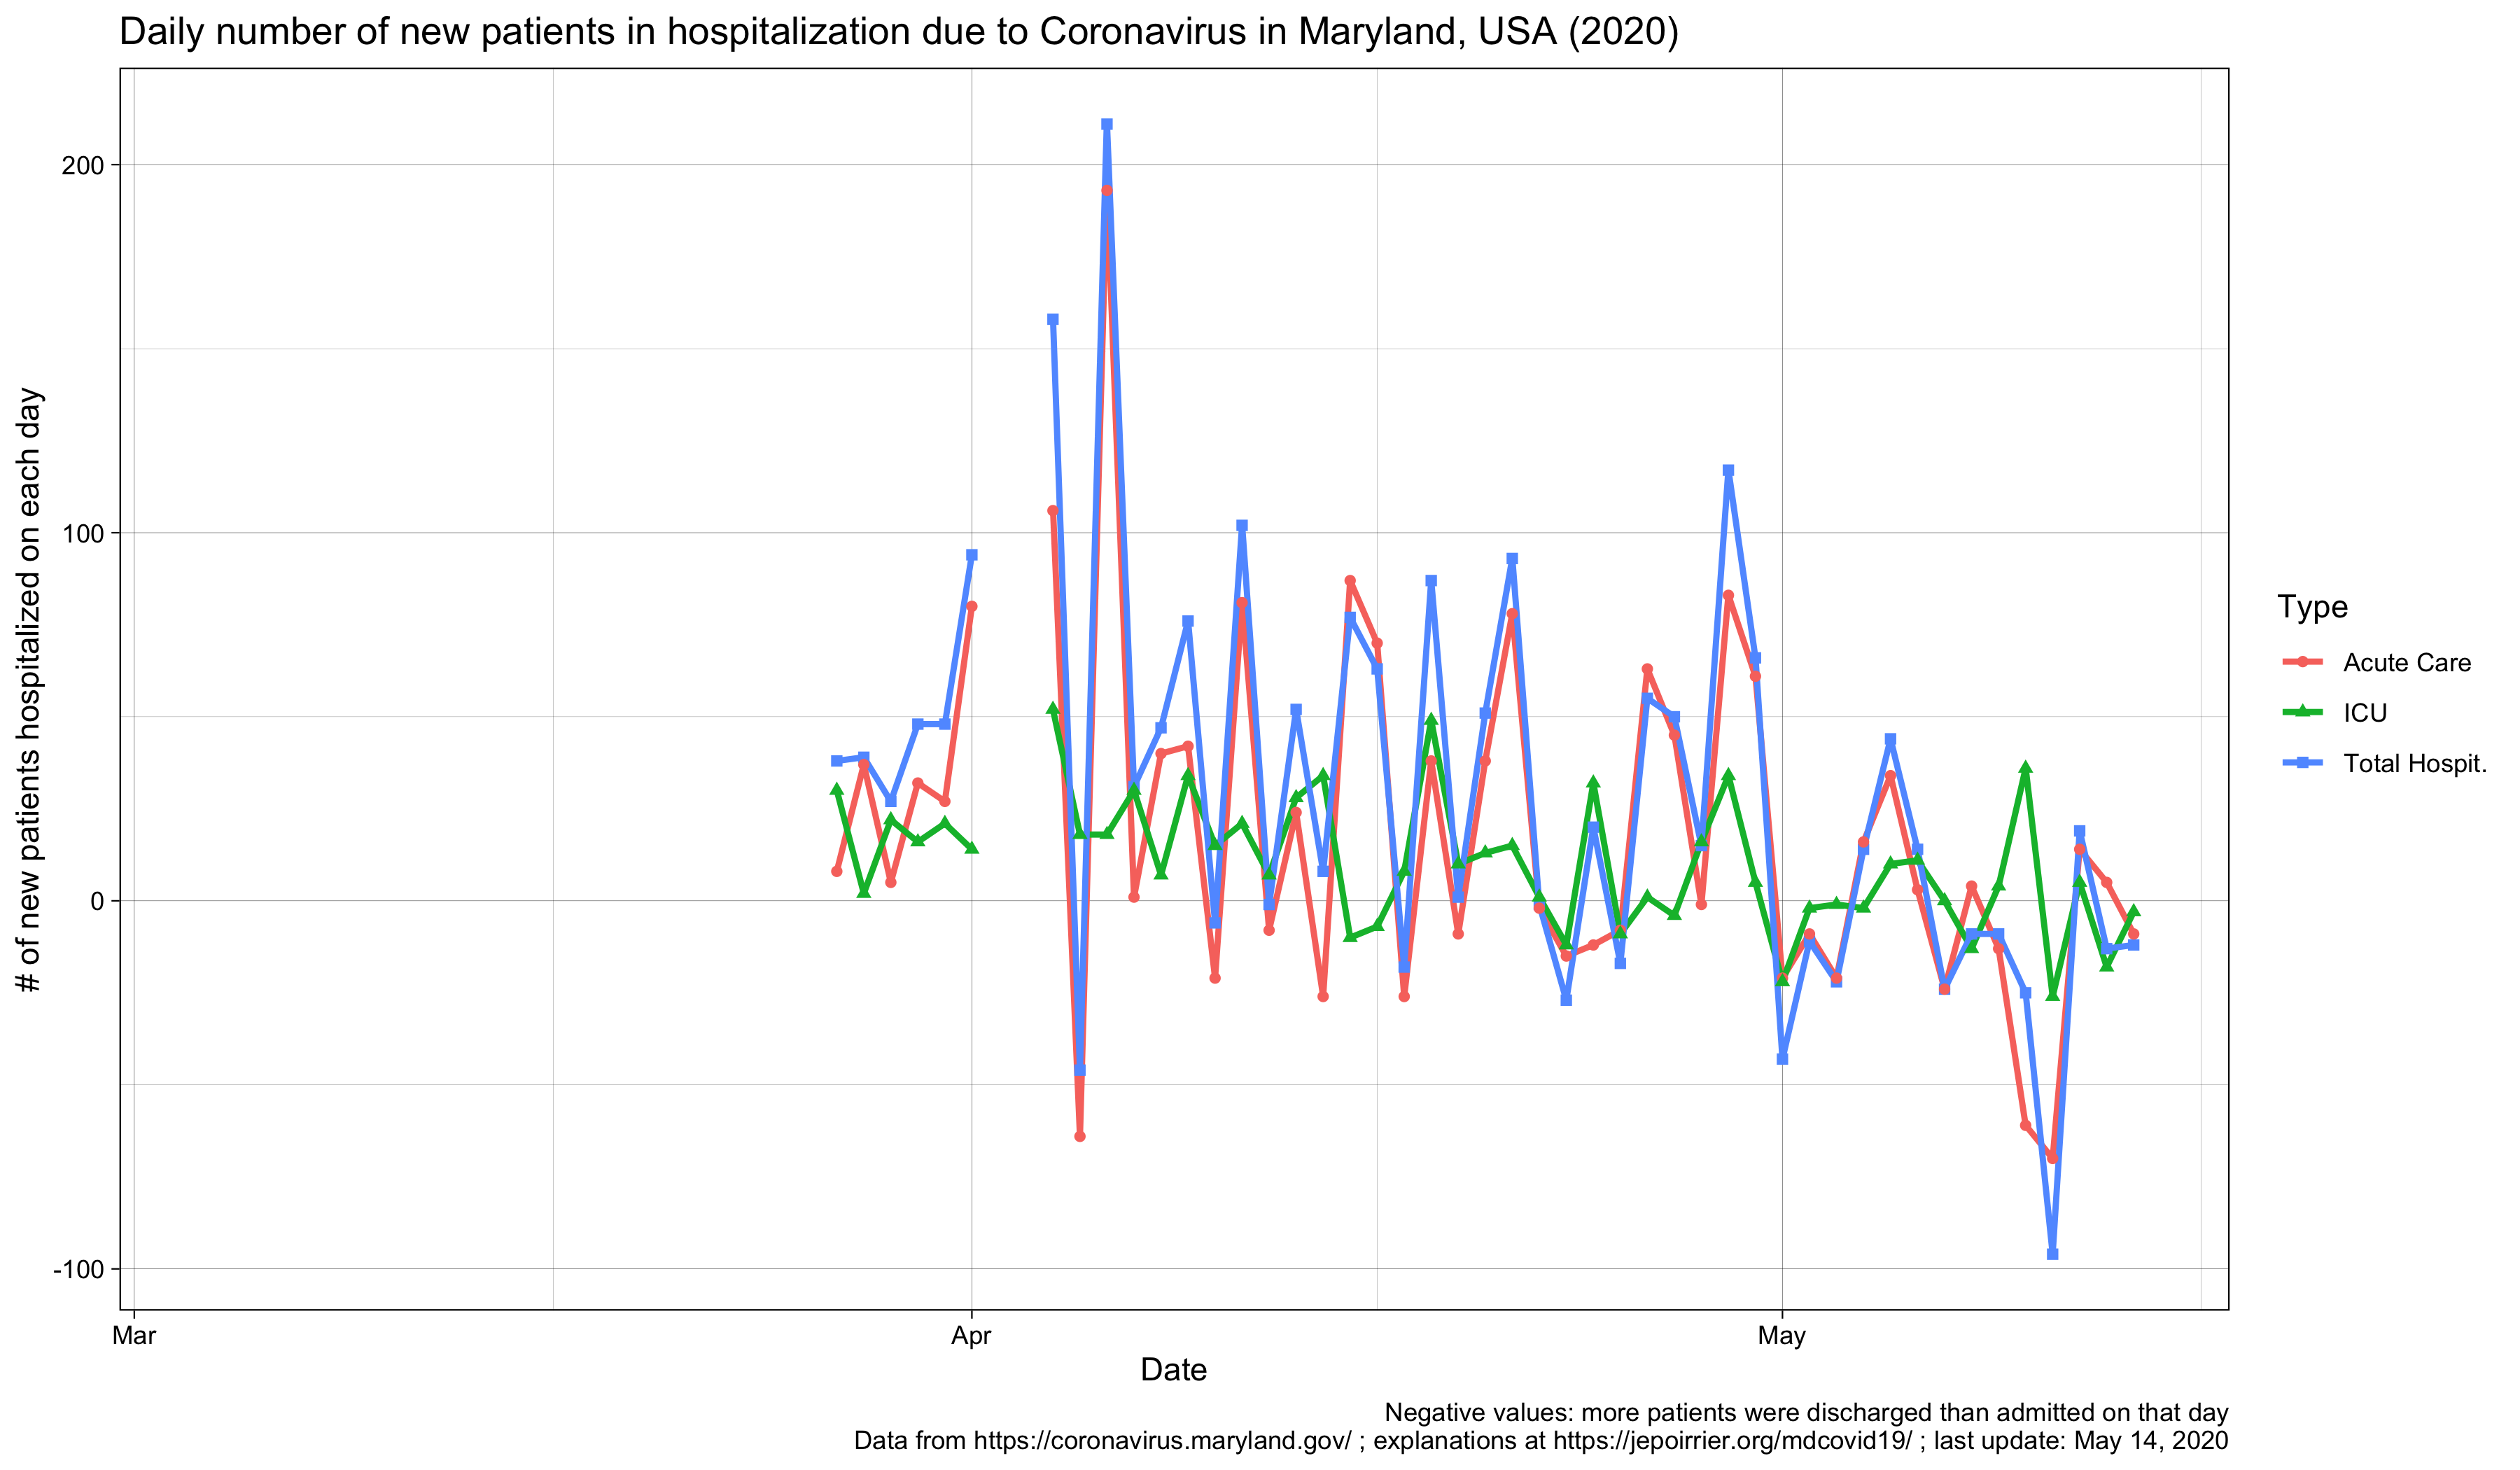 Daily number of new patients in hospitalization due to Coronavirus in Maryland, USA (2020)
# of new patients hospitalized on each day
200
100
0
-100
Mar
Apr
May
Date
Type
Acute Care
ICU
Total Hospit.
Negative values: more patients were discharged than admitted on that day
Data from https://coronavirus.maryland.gov/ ; explanations at https://jepoirrier.org/mdcovid19/ ; last update: May 14, 2020